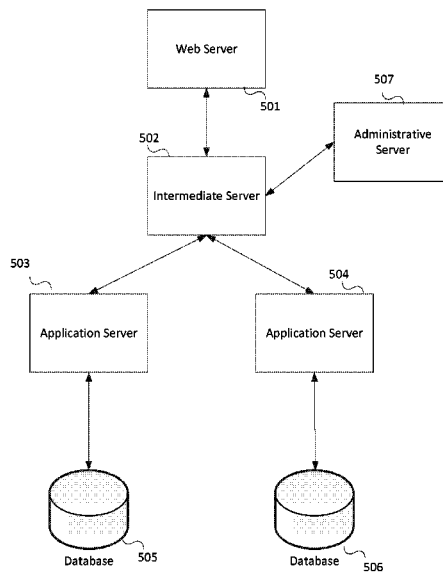 Web Server
501
507
Administrative
Server
502
Intermediate Server
503
Application Server
504
Application Server
Database
505
Database
506